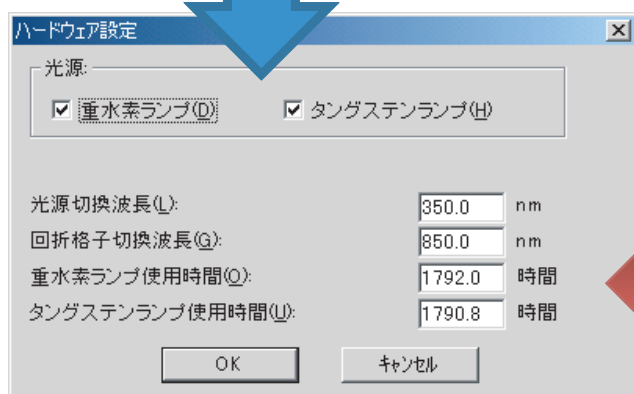 ハードウェア設定
光源:
重水素ランプ(D) タングステンランプ(H)
光源切換波長(L): 350.0 nm
回折格子切換波長(G): 850.0 nm
重水素ランプ使用時間(O): 1792.0 時間
タングステンランプ使用時間(U): 1790.8 時間
OK キャンセル